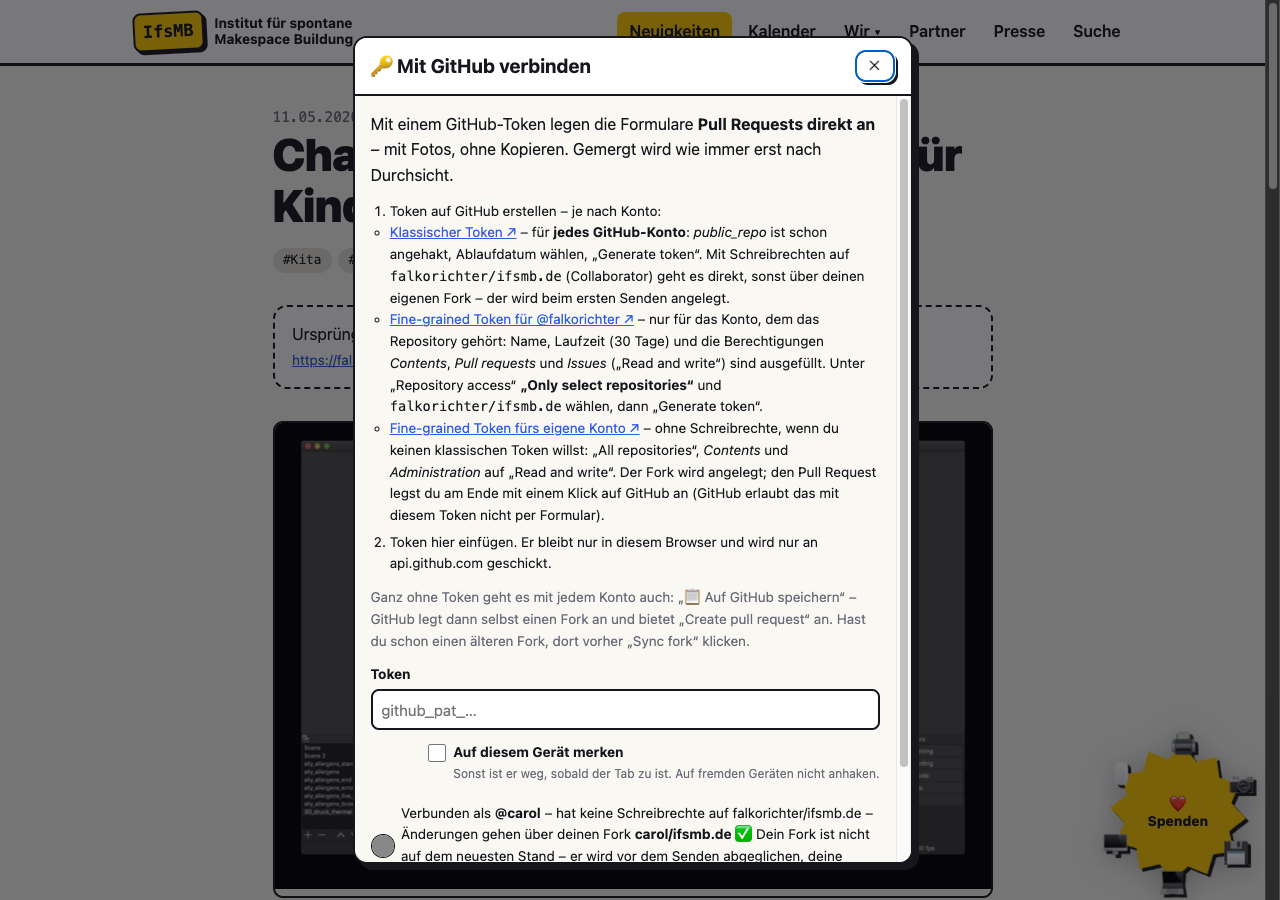 IfsMB
Institut für spontane
Makespace Buildung
Neuigkeiten
Kalender
Wir ▾
Partner
Presse
Suche
11.05.202
Cha
ür
Kin
#Kita
#
Ursprüng
https://fal
🔑 Mit GitHub verbinden
×
Mit einem GitHub-Token legen die Formulare Pull Requests direkt an
– mit Fotos, ohne Kopieren. Gemergt wird wie immer erst nach
Durchsicht.
1. Token auf GitHub erstellen – je nach Konto:
Klassischer Token ↗ – für jedes GitHub-Konto: public_repo ist schon
angehakt, Ablaufdatum wählen, „Generate token“. Mit Schreibrechten auf
falkorichter/ifsmb.de (Collaborator) geht es direkt, sonst über deinen
eigenen Fork – der wird beim ersten Senden angelegt.
Fine-grained Token für @falkorichter ↗ – nur für das Konto, dem das
Repository gehört: Name, Laufzeit (30 Tage) und die Berechtigungen
Contents, Pull requests und Issues („Read and write“) sind ausgefüllt. Unter
„Repository access“ „Only select repositories“ und
falkorichter/ifsmb.de wählen, dann „Generate token“.
Fine-grained Token fürs eigene Konto ↗ – ohne Schreibrechte, wenn du
keinen klassischen Token willst: „All repositories“, Contents und
Administration auf „Read and write“. Der Fork wird angelegt; den Pull Request
legst du am Ende mit einem Klick auf GitHub an (GitHub erlaubt das mit
diesem Token nicht per Formular).
2. Token hier einfügen. Er bleibt nur in diesem Browser und wird nur an
api.github.com geschickt.
Ganz ohne Token geht es mit jedem Konto auch: „📋 Auf GitHub speichern“ –
GitHub legt dann selbst einen Fork an und bietet „Create pull request“ an. Hast
du schon einen älteren Fork, dort vorher „Sync fork“ klicken.
Token
github_pat_…
Auf diesem Gerät merken
Sonst ist er weg, sobald der Tab zu ist. Auf fremden Geräten nicht anhaken.
Verbunden als @carol – hat keine Schreibrechte auf falkorichter/ifsmb.de –
Änderungen gehen über deinen Fork carol/ifsmb.de ✅ Dein Fork ist nicht
auf dem neuesten Stand – er wird vor dem Senden abgeglichen, deine
Scene
Scene 2
❤️
Spenden